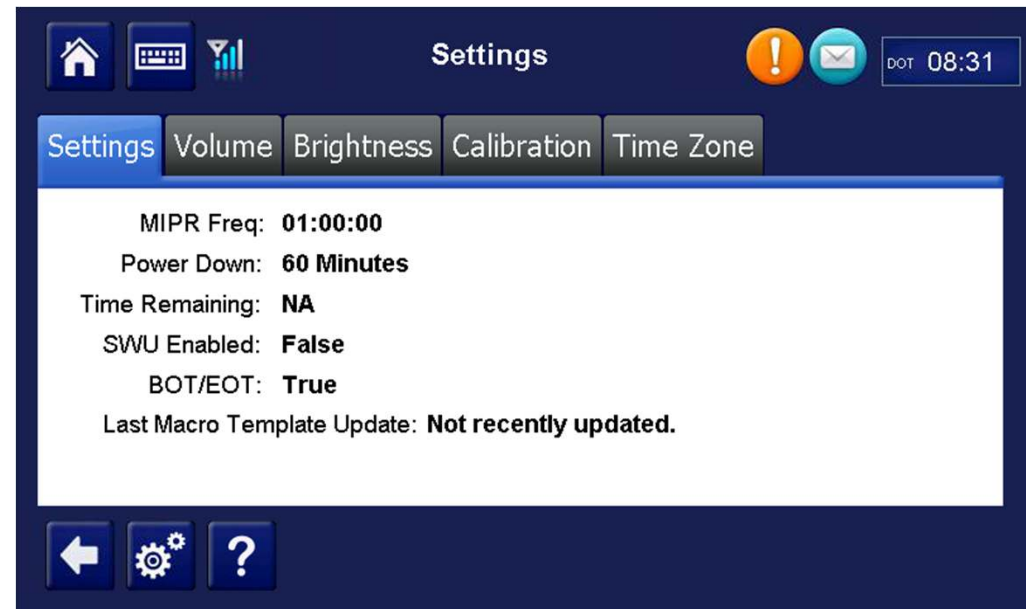 Settings
DOT 08:31
Settings Volume Brightness Calibration Time Zone
MIPR Freq: 01:00:00
Power Down: 60 Minutes
Time Remaining: NA
SWU Enabled: False
BOT/EOT: True
Last Macro Template Update: Not recently updated.
?